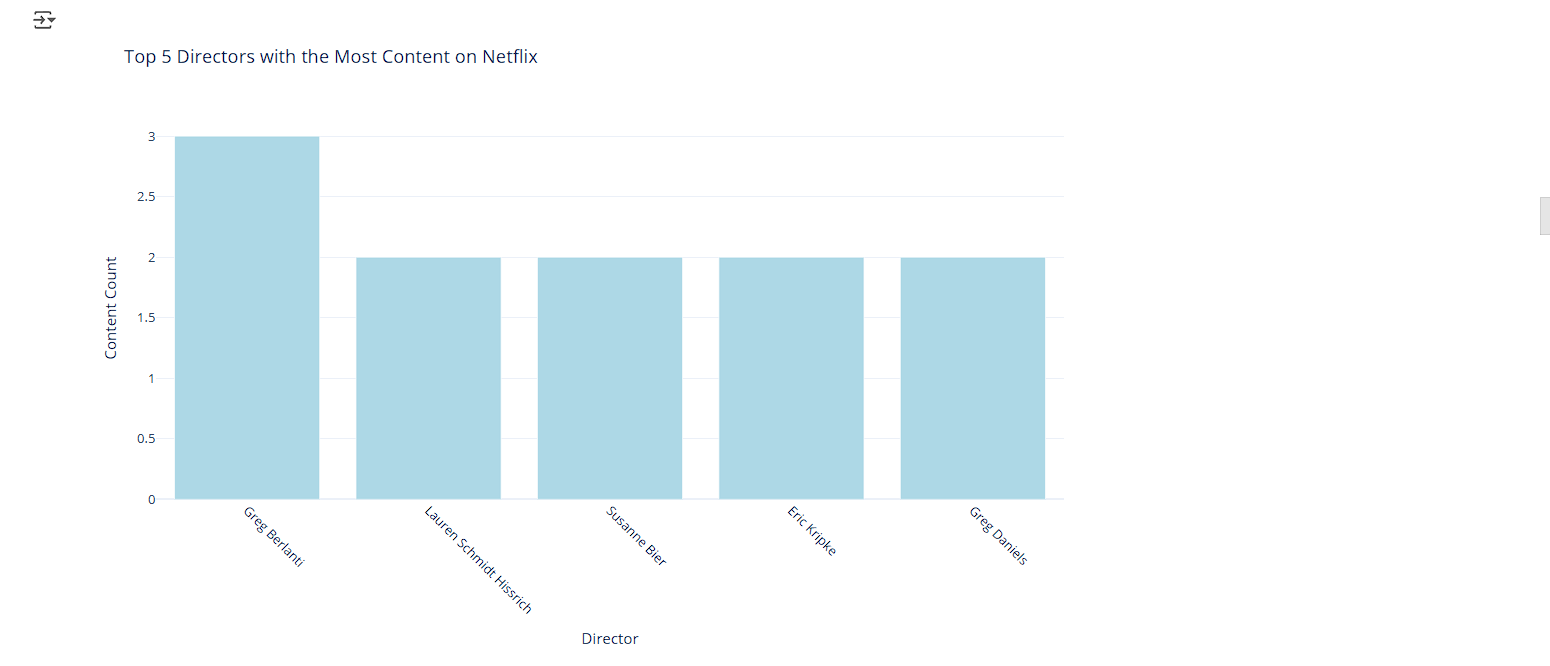 Top 5 Directors with the Most Content on Netflix
3
2.5
2
1.5
1
0.5
0
Content Count
Greg Berlanti
Lauren Schmidt Hissrich
Susanne Bier
Eric Kripke
Greg Daniels
Director